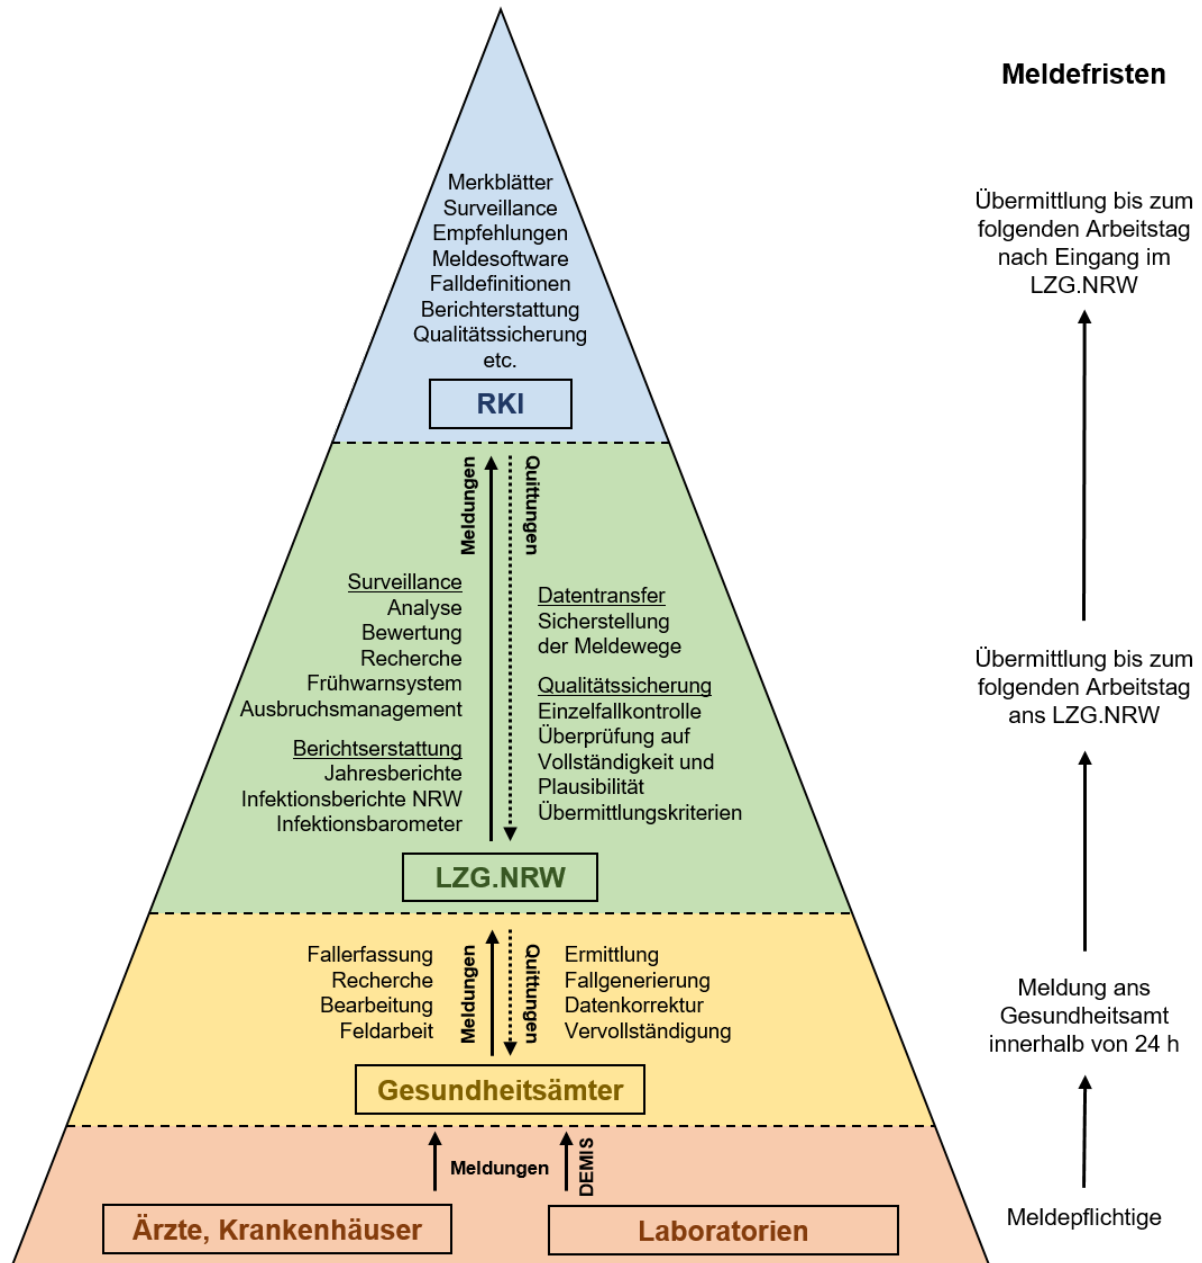 Meldefristen
Merkblätter
Surveillance
Empfehlungen
Meldesoftware
Falldefinitionen
Berichterstattung
Qualitätssicherung
etc.
RKI
Übermittlung bis zum
folgenden Arbeitstag
nach Eingang im
LZG.NRW
Meldungen
Quittungen
Surveillance
Analyse
Bewertung
Recherche
Frühwarnsystem
Ausbruchsmanagement
Berichtserstattung
Jahresberichte
Infektionsberichte NRW
Infektionsbarometer
Datentransfer
Sicherstellung
der Meldewege
Qualitätssicherung
Einzelfallkontrolle
Überprüfung auf
Vollständigkeit und
Plausibilität
Übermittlungskriterien
LZG.NRW
Übermittlung bis zum
folgenden Arbeitstag
ans LZG.NRW
Fallerfassung
Recherche
Bearbeitung
Feldarbeit
Meldungen
Quittungen
Ermittlung
Fallgenerierung
Datenkorrektur
Vervollständigung
Gesundheitsämter
Meldung ans
Gesundheitsamt
innerhalb von 24 h
Meldungen
DEMIS
Ärzte, Krankenhäuser
Laboratorien
Meldepflichtige